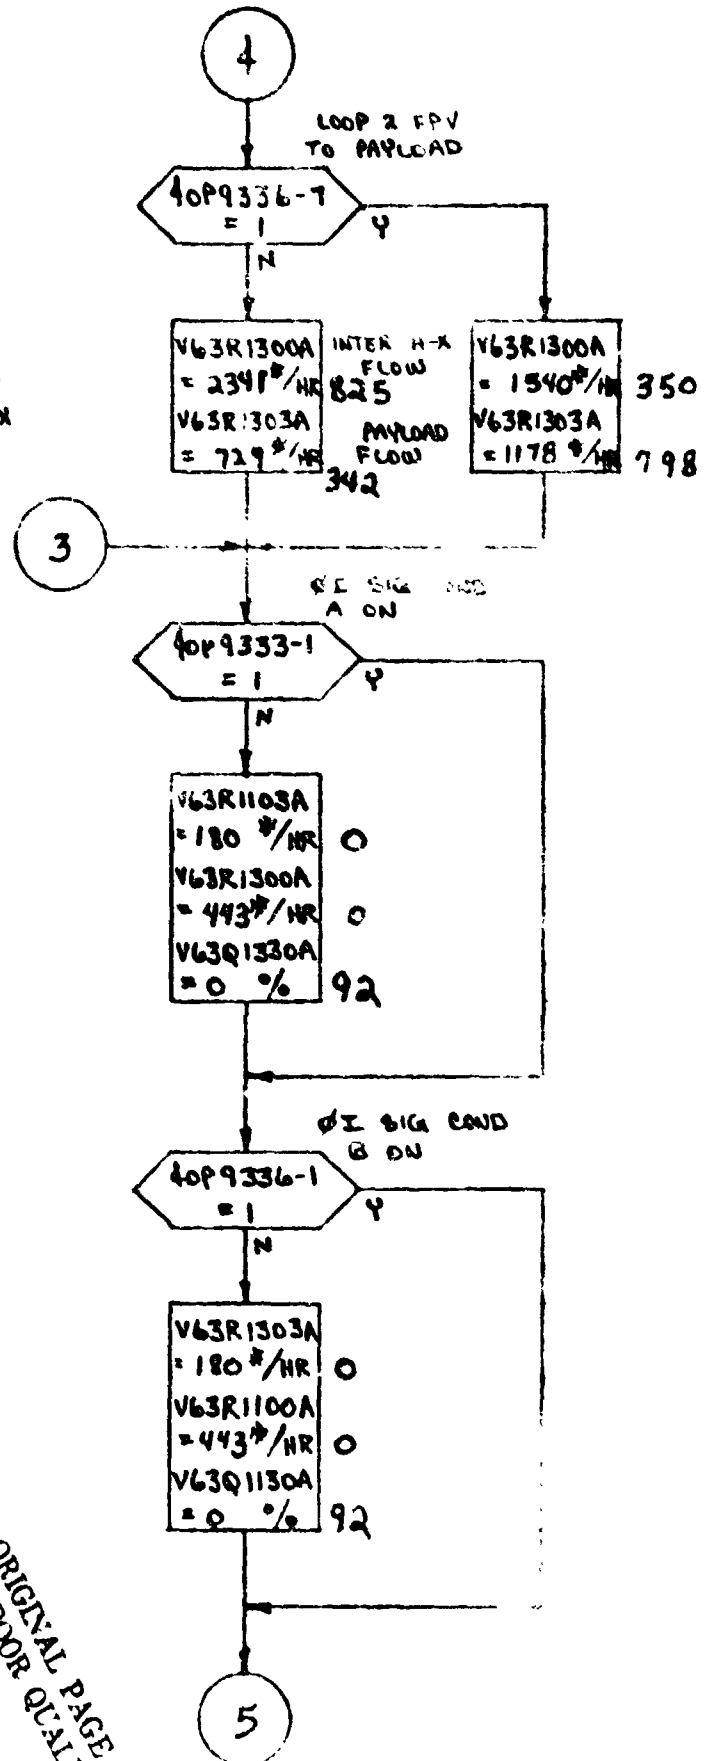 4
LOOP 2 FPV
TO PAYLOAD
40P9336-7
= 1
Y
N
V63R1300A
= 2348#/HR 825
V63R1303A
= 729#/HR
342
INTER H-X
FLOW
PAYLOAD
FLOW
V63R1300A
= 1540#/HR 350
V63R1303A
= 1178 #/HR 798
X
3
ØI SIG
A ON
40P9333-1
= 1
Y
N
V63R1103A
= 180 #/HR 0
V63R1300A
= 443#/HR 0
V63Q1330A
= 0 % 92
ØI SIG COND
B ON
40P9336-1
= 1
Y
N
V63R1303A
= 180 #/HR 0
V63R1100A
= 443#/HR 0
V63Q1130A
= 0 % 92
5
ORIGINAL PAGE
POOR